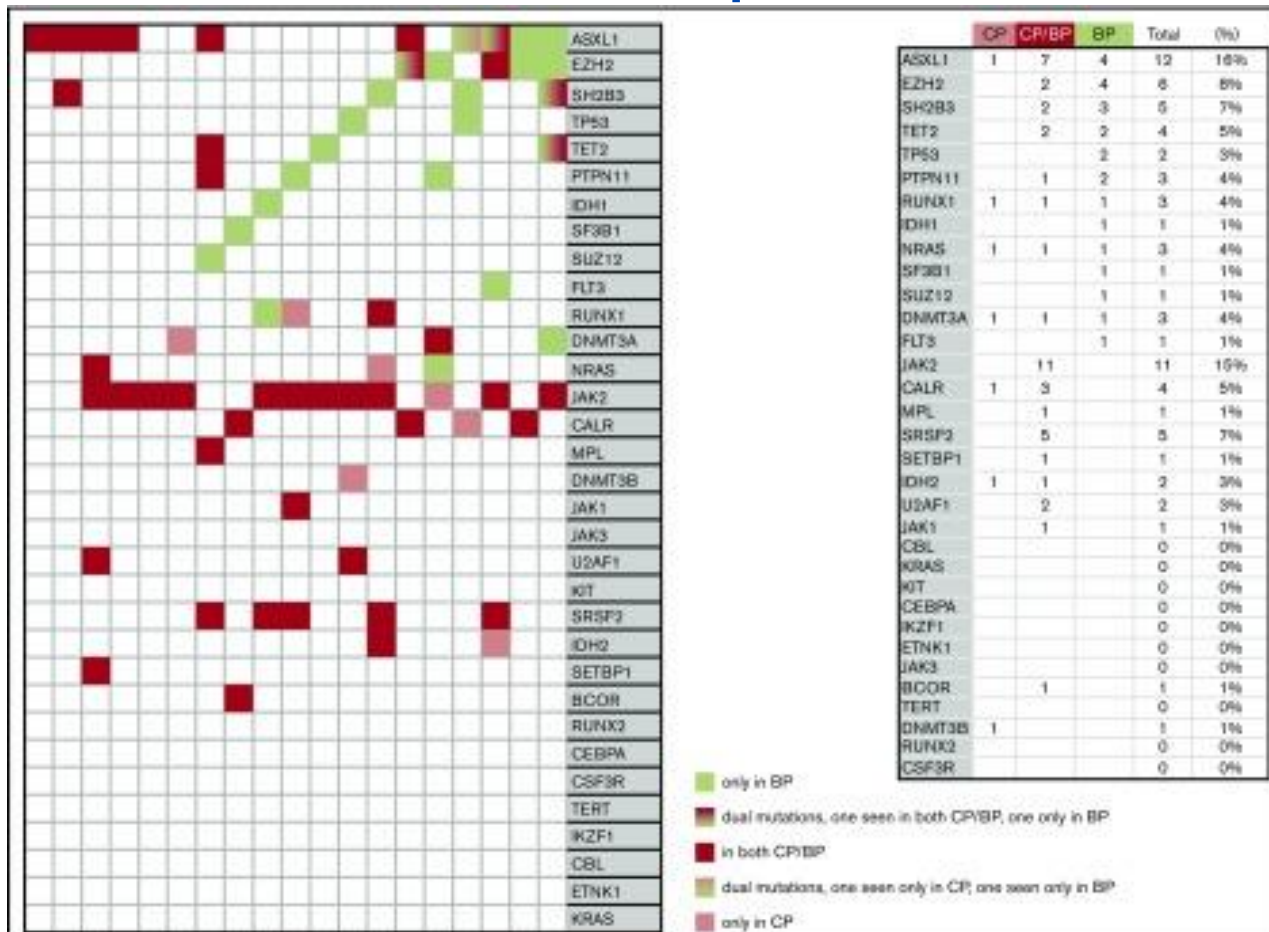 ASXL1
EZH2
SH2B3
TP53
TET2
PTPN11
IDH1
SF3B1
SUZ12
FLT3
RUNX1
DNMT3A
NRAS
JAK2
CALR
MPL
DNMT3B
JAK1
JAK3
U2AF1
KIT
SRSF2
IDH2
SETBP1
BCOR
RUNX2
CEBPA
CSF3R
TERT
IKZF1
CBL
ETNK1
KRAS
only in BP
dual mutations, one seen in both CP/BP, one only in BP
in both CP/BP
dual mutations, one seen only in CP, one seen only in BP
only in CP
CP CP/BP BP Total (%)
ASXL1 1 7 4 12 16%
EZH2 2 4 6 8%
SH2B3 2 3 5 7%
TET2 2 2 4 5%
TP53 2 2 3%
PTPN11 1 2 3 4%
RUNX1 1 1 1 3 4%
IDH1 1 1 1%
NRAS 1 1 1 3 4%
SF3B1 1 1 1%
SUZ12 1 1 1%
DNMT3A 1 1 1 3 4%
FLT3 1 1 1%
JAK2 11 11 15%
CALR 1 3 4 5%
MPL 1 1 1%
SRSF2 5 5 7%
SETBP1 1 1 1%
IDH2 1 1 2 3%
U2AF1 2 2 3%
JAK1 1 1 1%
CBL 0 0%
KRAS 0 0%
KIT 0 0%
CEBPA 0 0%
IKZF1 0 0%
ETNK1 0 0%
JAK3 0 0%
BCOR 1 1 1%
TERT 0 0%
DNMT3B 1 1 1%
RUNX2 0 0%
CSF3R 0 0%